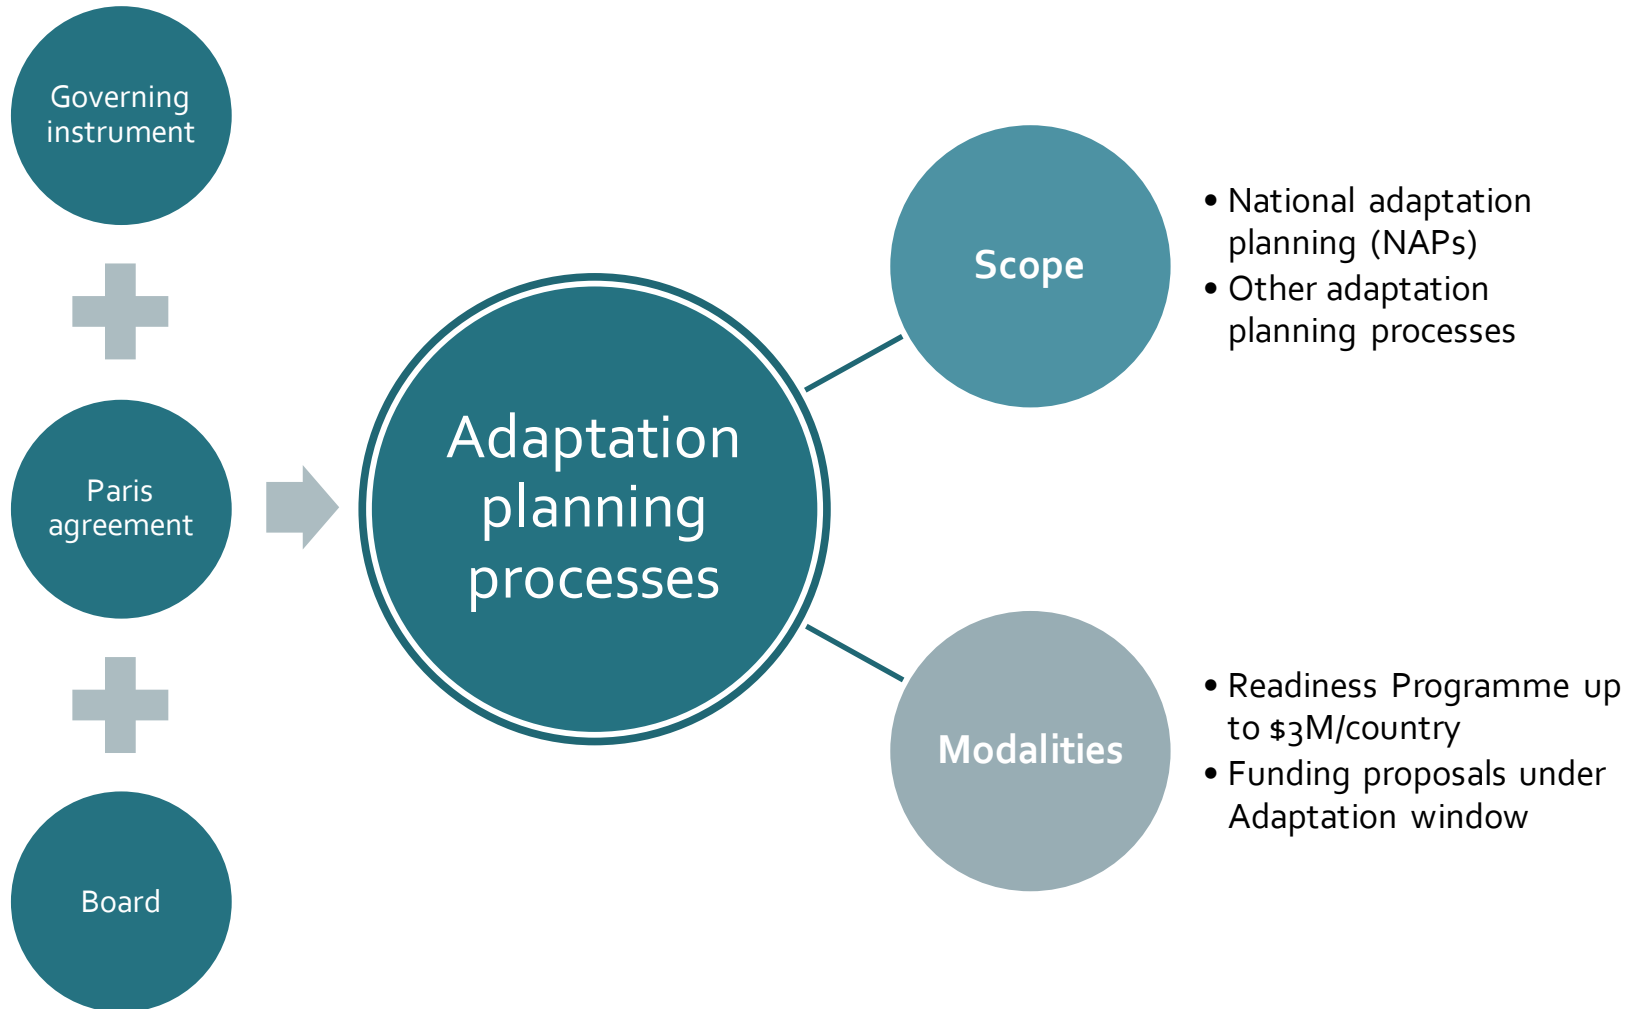 Governing
instrument
Paris
agreement
Board
Adaptation
planning
processes
Scope
• National adaptation
planning (NAPs)
• Other adaptation
planning processes
Modalities
• Readiness Programme up
to $3M/country
• Funding proposals under
Adaptation window